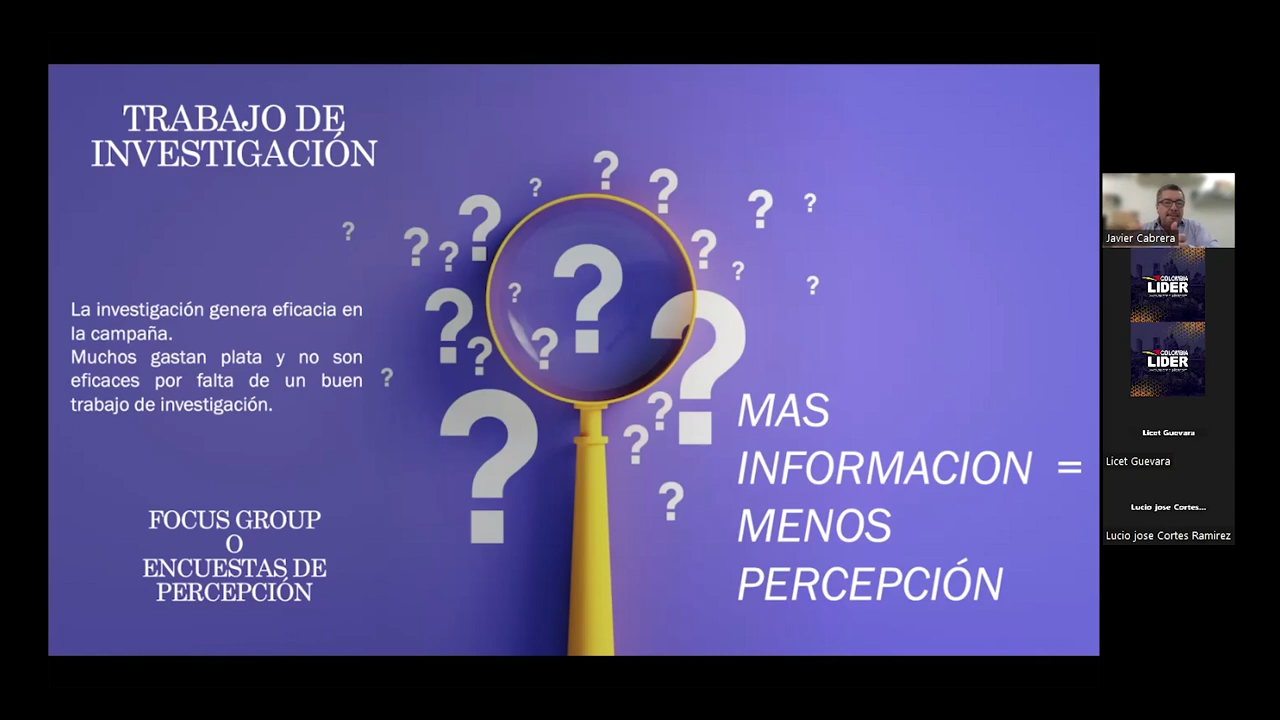 TRABAJO DE
INVESTIGACIÓN
La investigación genera eficacia en
la campaña.
Muchos gastan plata y no son
eficaces por falta de un buen
trabajo de investigación.
FOCUS GROUP
O
ENCUESTAS DE
PERCEPCIÓN
MAS
INFORMACION =
MENOS
PERCEPCIÓN
Javier Cabrera
COLOMBIA
LIDER
COLOMBIA
LIDER
Licet Guevara
Licet Guevara
Lucio jose Cortes...
Lucio jose Cortes Ramirez